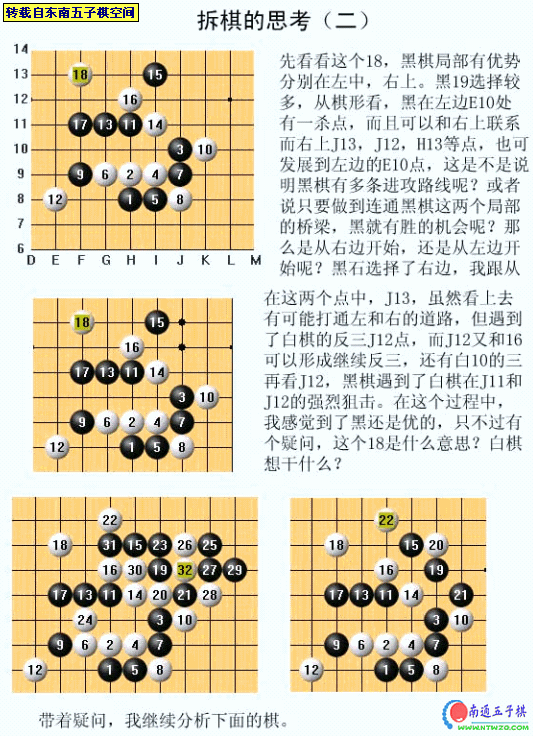 转载自东南五子棋空间
拆棋的思考（二）
先看看这个18，黑棋局部有优势
分别在左中，右上。黑19选择较
多，从棋形看，黑在左边E10处
有一杀点，而且可以和右上联系
而右上J13，J12，H13等点，也可
发展到左边的E10点，这是不是说
明黑棋有多条进攻路线呢？或者
说只要做到连通黑棋这两个局部
的桥梁，黑就有胜的机会呢？那
么是从右边开始，还是从左边开
始呢？黑石选择了右边，我跟从
14
13 18 15
12 16
11 17 13 11 14
10 3 10
9 9 6 2 4 7
8 12 1 5 8
7
6
D E F G H I J K L M
在这两个点中，J13，虽然看上去
有可能打通左和右的道路，但遇到
了白棋的反三J12点，而J12又和16
可以形成继续反三，还有白10的三
再看J12，黑棋遇到了白棋在J11和
J12的强烈狙击。在这个过程中，
我感觉到了黑还是优的，只不过有
个疑问，这个18是什么意思？白棋
想干什么？
18 15
16
17 13 11 14
3 10
9 6 2 4 7
12 1 5 8
22
18 31 15 23 26 25
16 30 19 32 27 29
17 13 11 14 20 21 28
24 3 10
9 6 2 4 7
12 1 5 8
22
18 15 20
16 19
17 13 11 14 21
3 10
9 6 2 4 7
12 1 5 8
带着疑问，我继续分析下面的棋。
南通五子棋
WWW.NTWZQ.COM